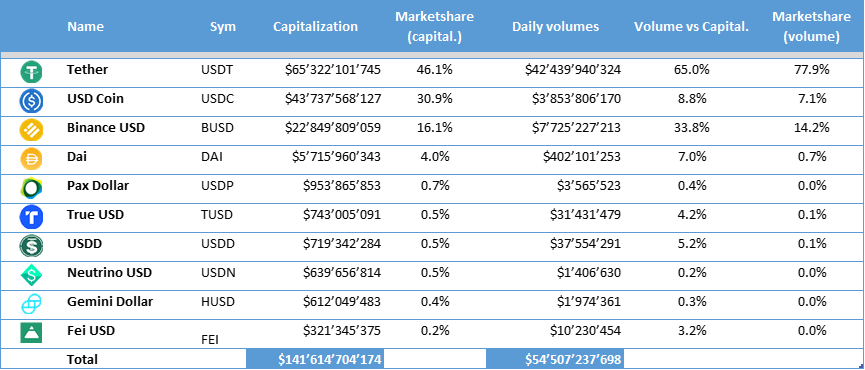 Name Sym Capitalization Marketshare (capital.) Daily volumes Volume vs Capital. Marketshare (volume)
Tether USDT $65’322’101’745 46.1% $42’439’940’324 65.0% 77.9%
USD Coin USDC $43’737’568’127 30.9% $3’853’806’170 8.8% 7.1%
Binance USD BUSD $22’849’809’059 16.1% $7’725’227’213 33.8% 14.2%
Dai DAI $5’715’960’343 4.0% $402’101’253 7.0% 0.7%
Pax Dollar USDP $953’865’853 0.7% $3’565’523 0.4% 0.0%
True USD TUSD $743’005’091 0.5% $31’431’479 4.2% 0.1%
USDD USDD $719’342’284 0.5% $37’554’291 5.2% 0.1%
Neutrino USD USDN $639’656’814 0.5% $1’406’630 0.2% 0.0%
Gemini Dollar HUSD $612’049’483 0.4% $1’974’361 0.3% 0.0%
Fei USD FEI $321’345’375 0.2% $10’230’454 3.2% 0.0%
Total $141’614’704’174 $54’507’237’698